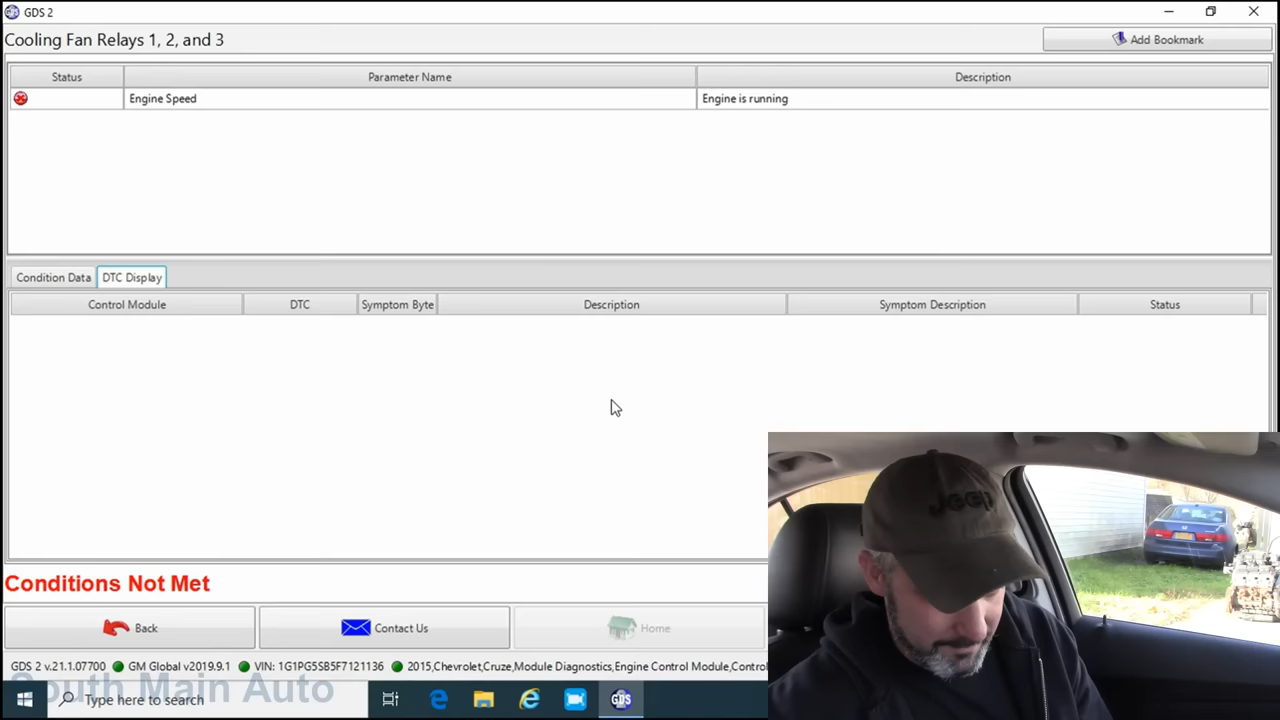 GDS 2
Cooling Fan Relays 1, 2, and 3
Add Bookmark
Status Parameter Name Description
Engine Speed Engine is running
Condition Data DTC Display
Control Module DTC Symptom Byte Description Symptom Description Status
Conditions Not Met
Back Contact Us Home
GDS 2 v.21.1.07700 GM Global v2019.9.1 VIN: 1G1PG5SB5F7121136 2015,Chevrolet,Cruze,Module Diagnostics,Engine Control Module,Control
South Main Auto
Type here to search
GDS
Jeep